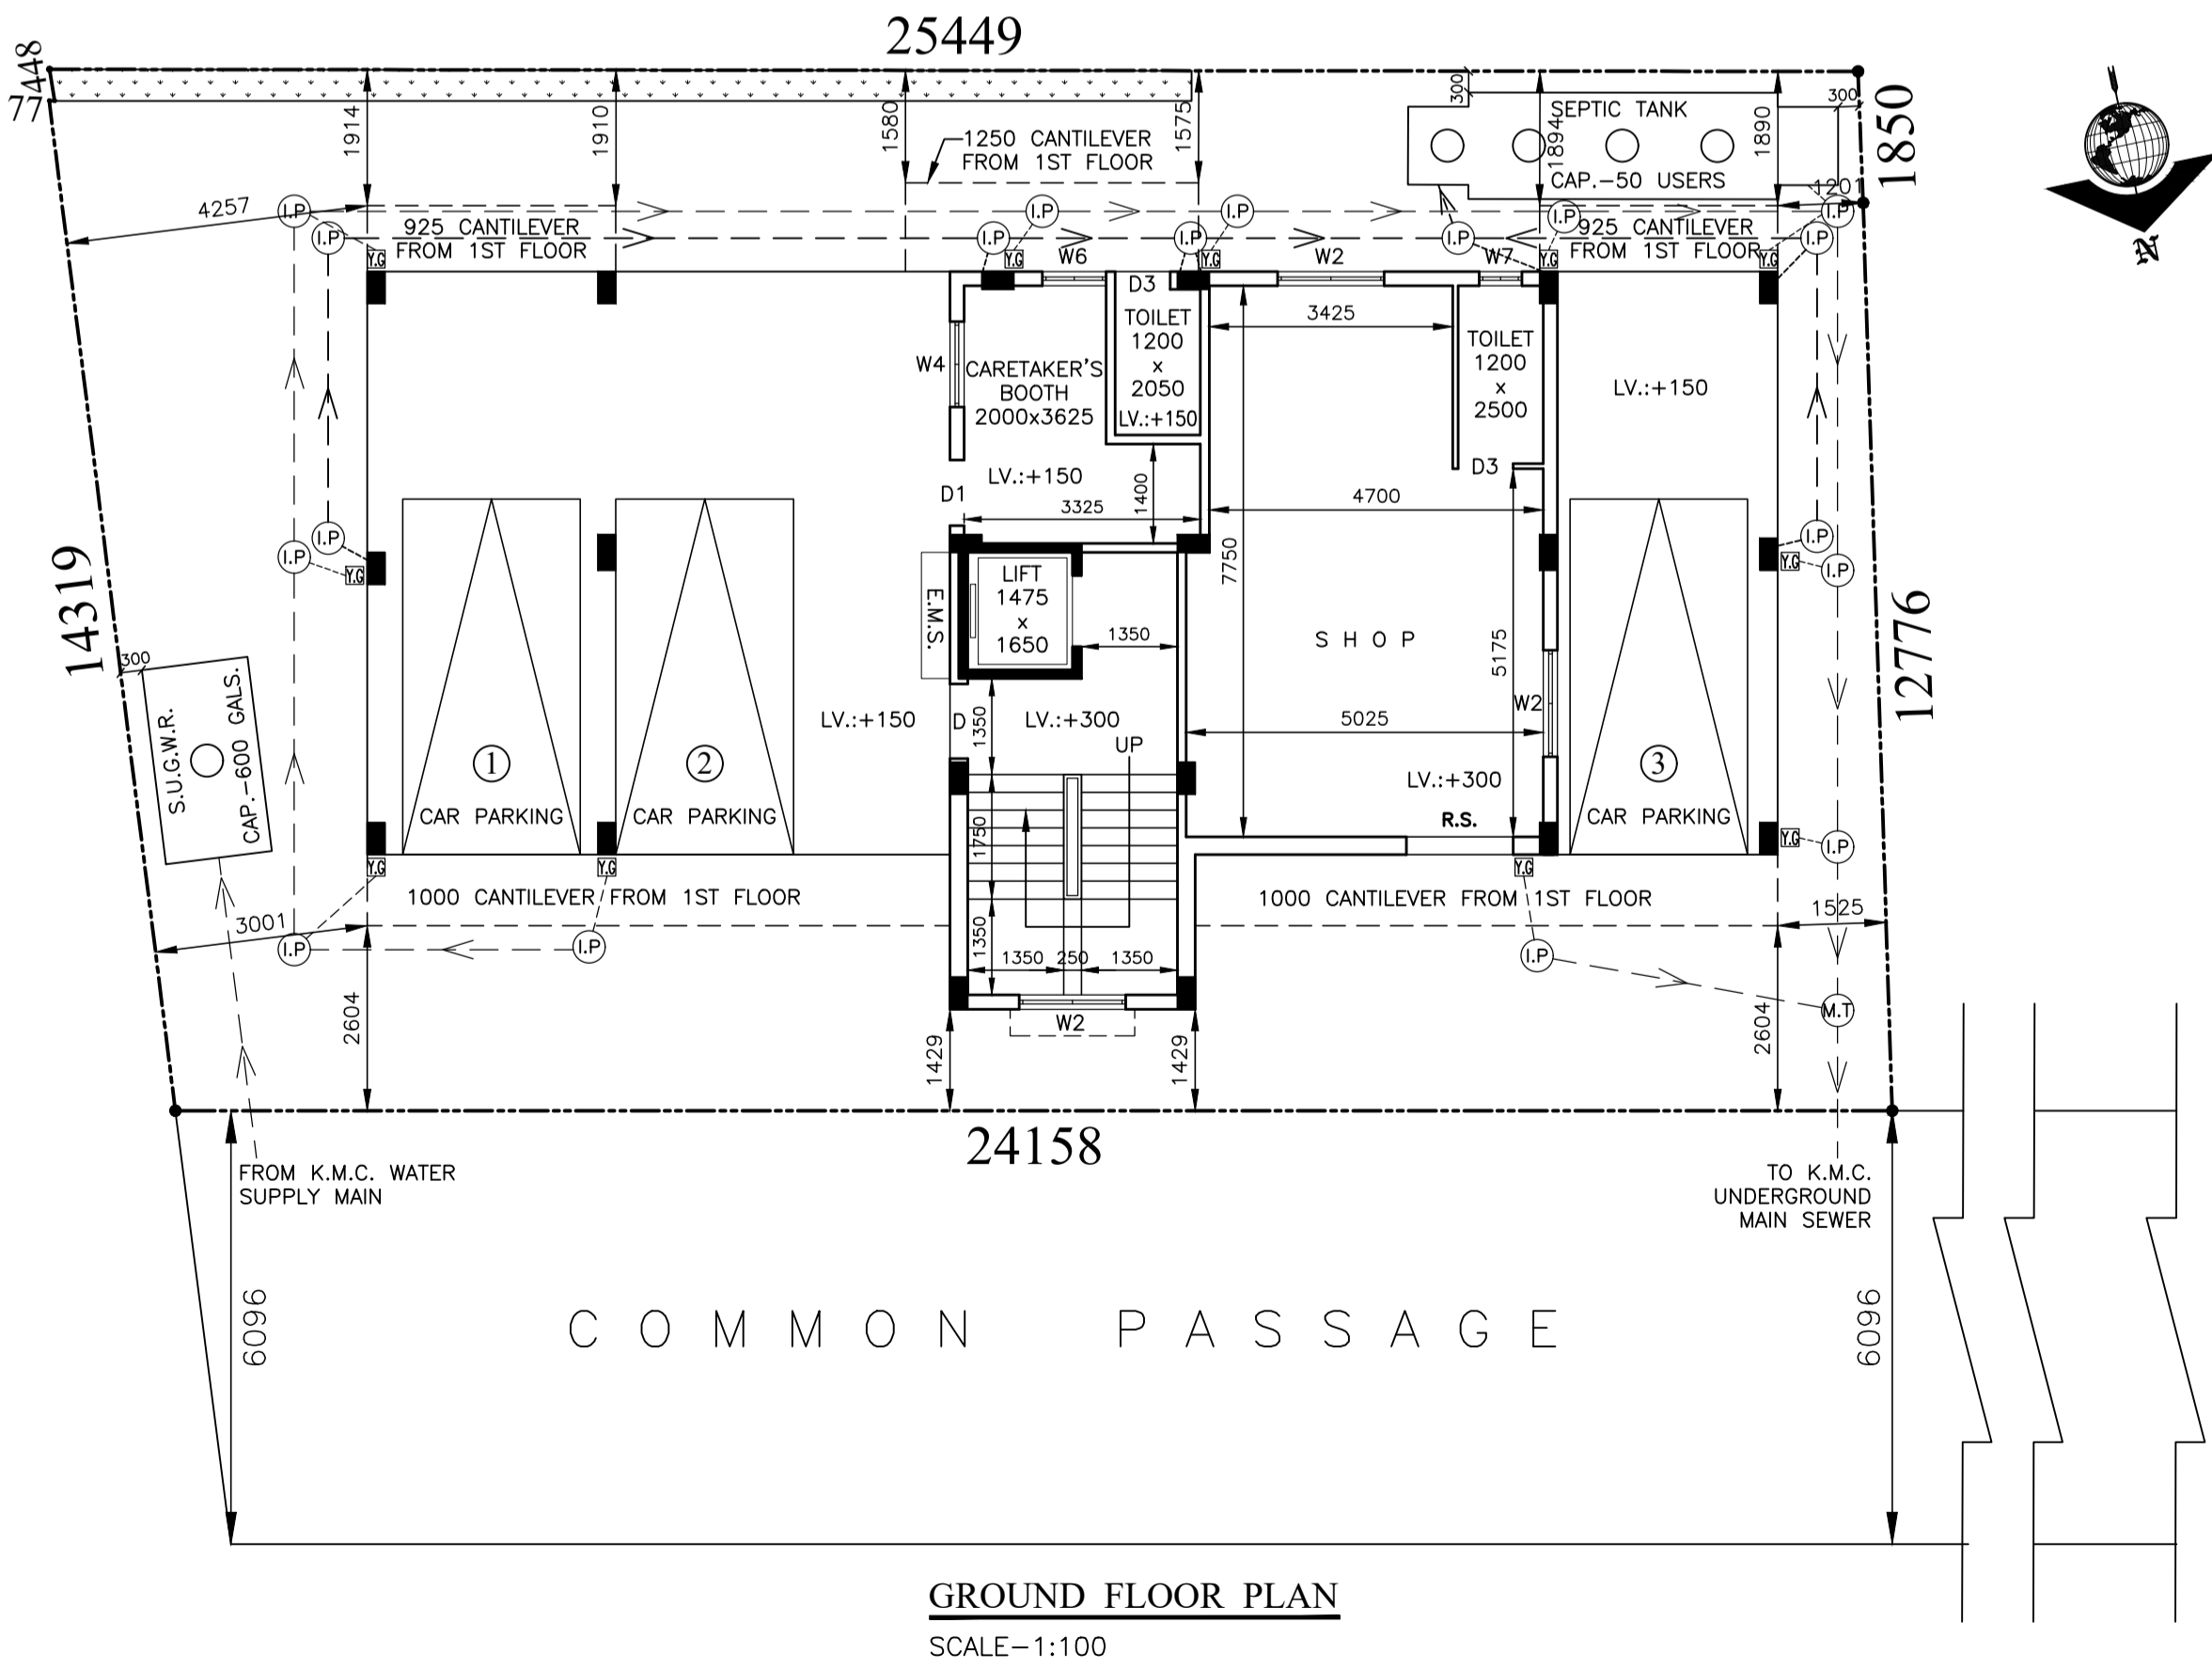 25449
448
77
1850
300
300
SEPTIC TANK
1914
1910
1580
1575
1894
1890
1250 CANTILEVER
FROM 1ST FLOOR
CAP.-50 USERS
1201
4257
I.P
I.P
I.P
I.P
I.P
925 CANTILEVER
FROM 1ST FLOOR
925 CANTILEVER
FROM 1ST FLOOR
I.P
I.P
I.P
I.P
I.P
Y.G
Y.G
W6
Y.G
W2
W7
Y.G
Y.G
N
D3
3425
TOILET
1200
x
2050
LV.:+150
TOILET
1200
x
2500
W4
CARETAKER'S
BOOTH
2000x3625
LV.:+150
LV.:+150
D3
D1
3325
1400
4700
14319
I.P
I.P
Y.G
E.M.S.
LIFT
1475
x
1650
7750
1350
SHOP
5175
I.P
Y.G
I.P
12776
300
S.U.G.W.R.
CAP.-600 GALS.
LV.:+150
D
1350
LV.:+300
UP
5025
W2
LV.:+300
1
2
3
CAR PARKING
CAR PARKING
R.S.
CAR PARKING
1750
Y.G
I.P
Y.G
Y.G
Y.G
1000 CANTILEVER FROM 1ST FLOOR
1000 CANTILEVER FROM 1ST FLOOR
3001
1525
I.P
I.P
I.P
1350
1350
250
1350
2604
W2
M.T
2604
1429
1429
24158
FROM K.M.C. WATER
SUPPLY MAIN
TO K.M.C.
UNDERGROUND
MAIN SEWER
6096
COMMON PASSAGE
6096
GROUND FLOOR PLAN
SCALE-1:100